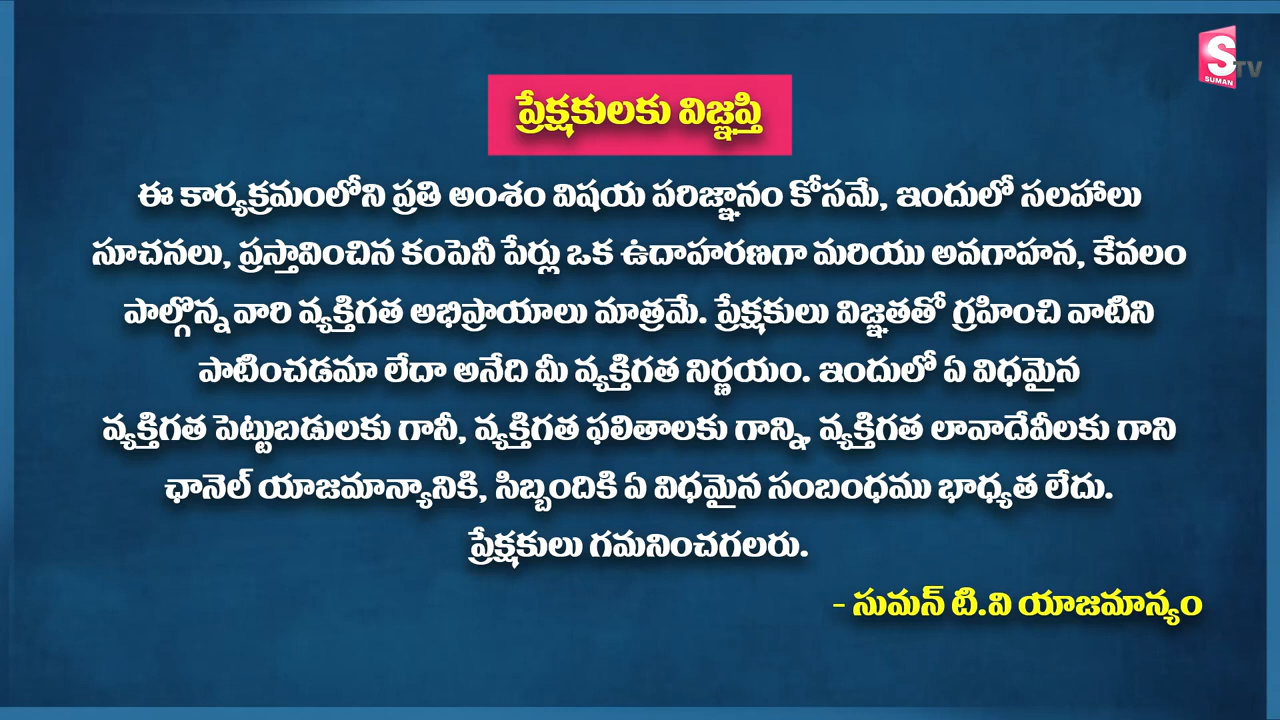 S
SUMAN
TV
ప్రేక్షకులకు విజ్ఞప్తి
ఈ కార్యక్రమంలోని ప్రతి అంశం విషయ పరిజ్ఞానం కోసమే, ఇందులో సలహాలు
సూచనలు, ప్రస్తావించిన కంపెనీ పేర్లు ఒక ఉదాహరణగా మరియు అవగాహన, కేవలం
పాల్గొన్న వారి వ్యక్తిగత అభిప్రాయాలు మాత్రమే. ప్రేక్షకులు విజ్ఞతతో గ్రహించి వాటిని
పాటించడమా లేదా అనేది మీ వ్యక్తిగత నిర్ణయం. ఇందులో ఏ విధమైన
వ్యక్తిగత పెట్టుబడులకు గానీ, వ్యక్తిగత ఫలితాలకు గాన్ని, వ్యక్తిగత లావాదేవీలకు గాని
ఛానెల్ యాజమాన్యానికి, సిబ్బందికి ఏ విధమైన సంబంధము భాధ్యత లేదు.
ప్రేక్షకులు గమనించగలరు.
- సుమన్ టి.వి యాజమాన్యం